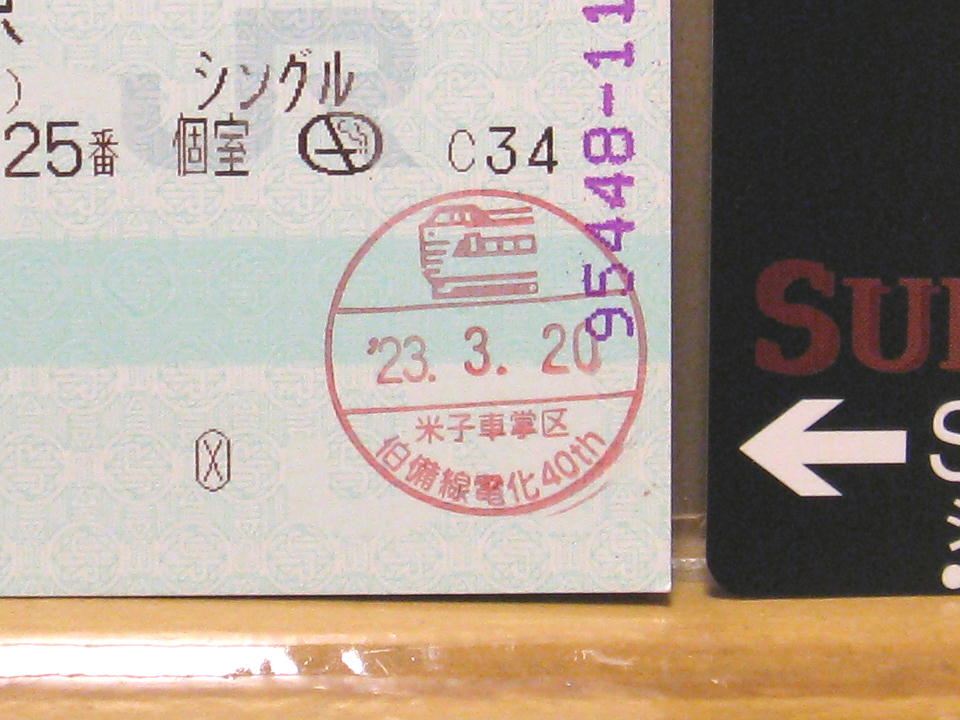 シングル
25番 個室 C34
95448-11
'23. 3. 20
米子車掌区
伯備線電化40th